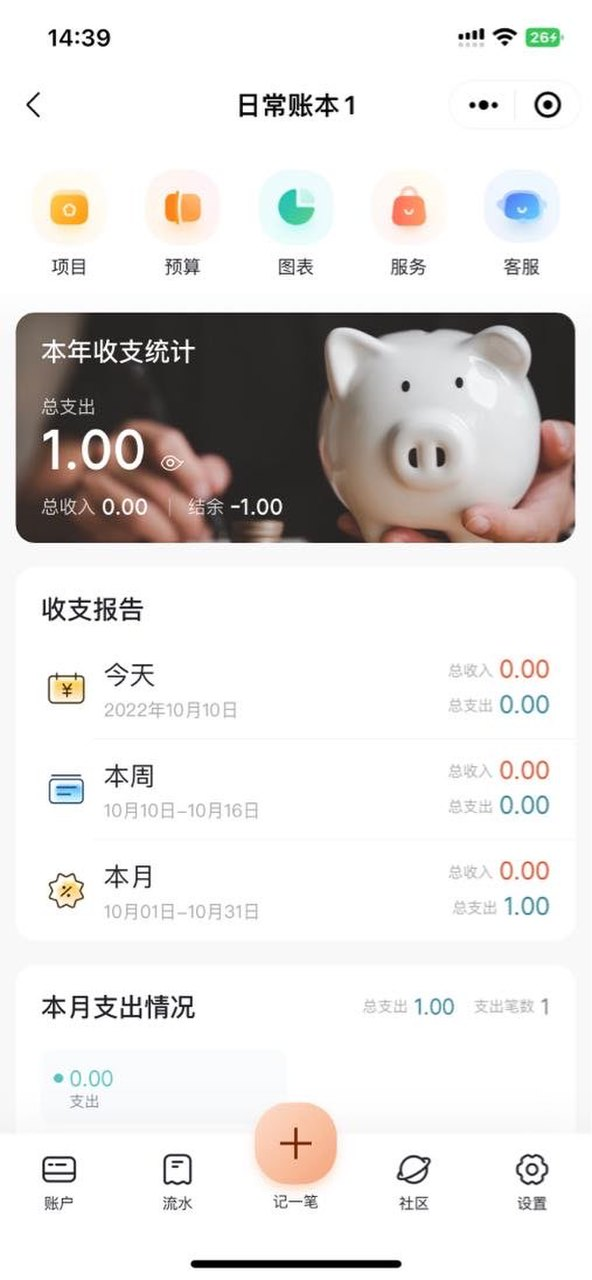 14:39
26
日常账本1
项目 预算 图表 服务 客服
本年收支统计
总支出
1.00
总收入 0.00 | 结余 -1.00
收支报告
¥
今天
总收入 0.00
2022年10月10日
总支出 0.00
本周
总收入 0.00
10月10日-10月16日
总支出 0.00
本月
总收入 0.00
10月01日-10月31日
总支出 1.00
本月支出情况 总支出 1.00 支出笔数 1
0.00
支出
账户 流水 记一笔 社区 设置